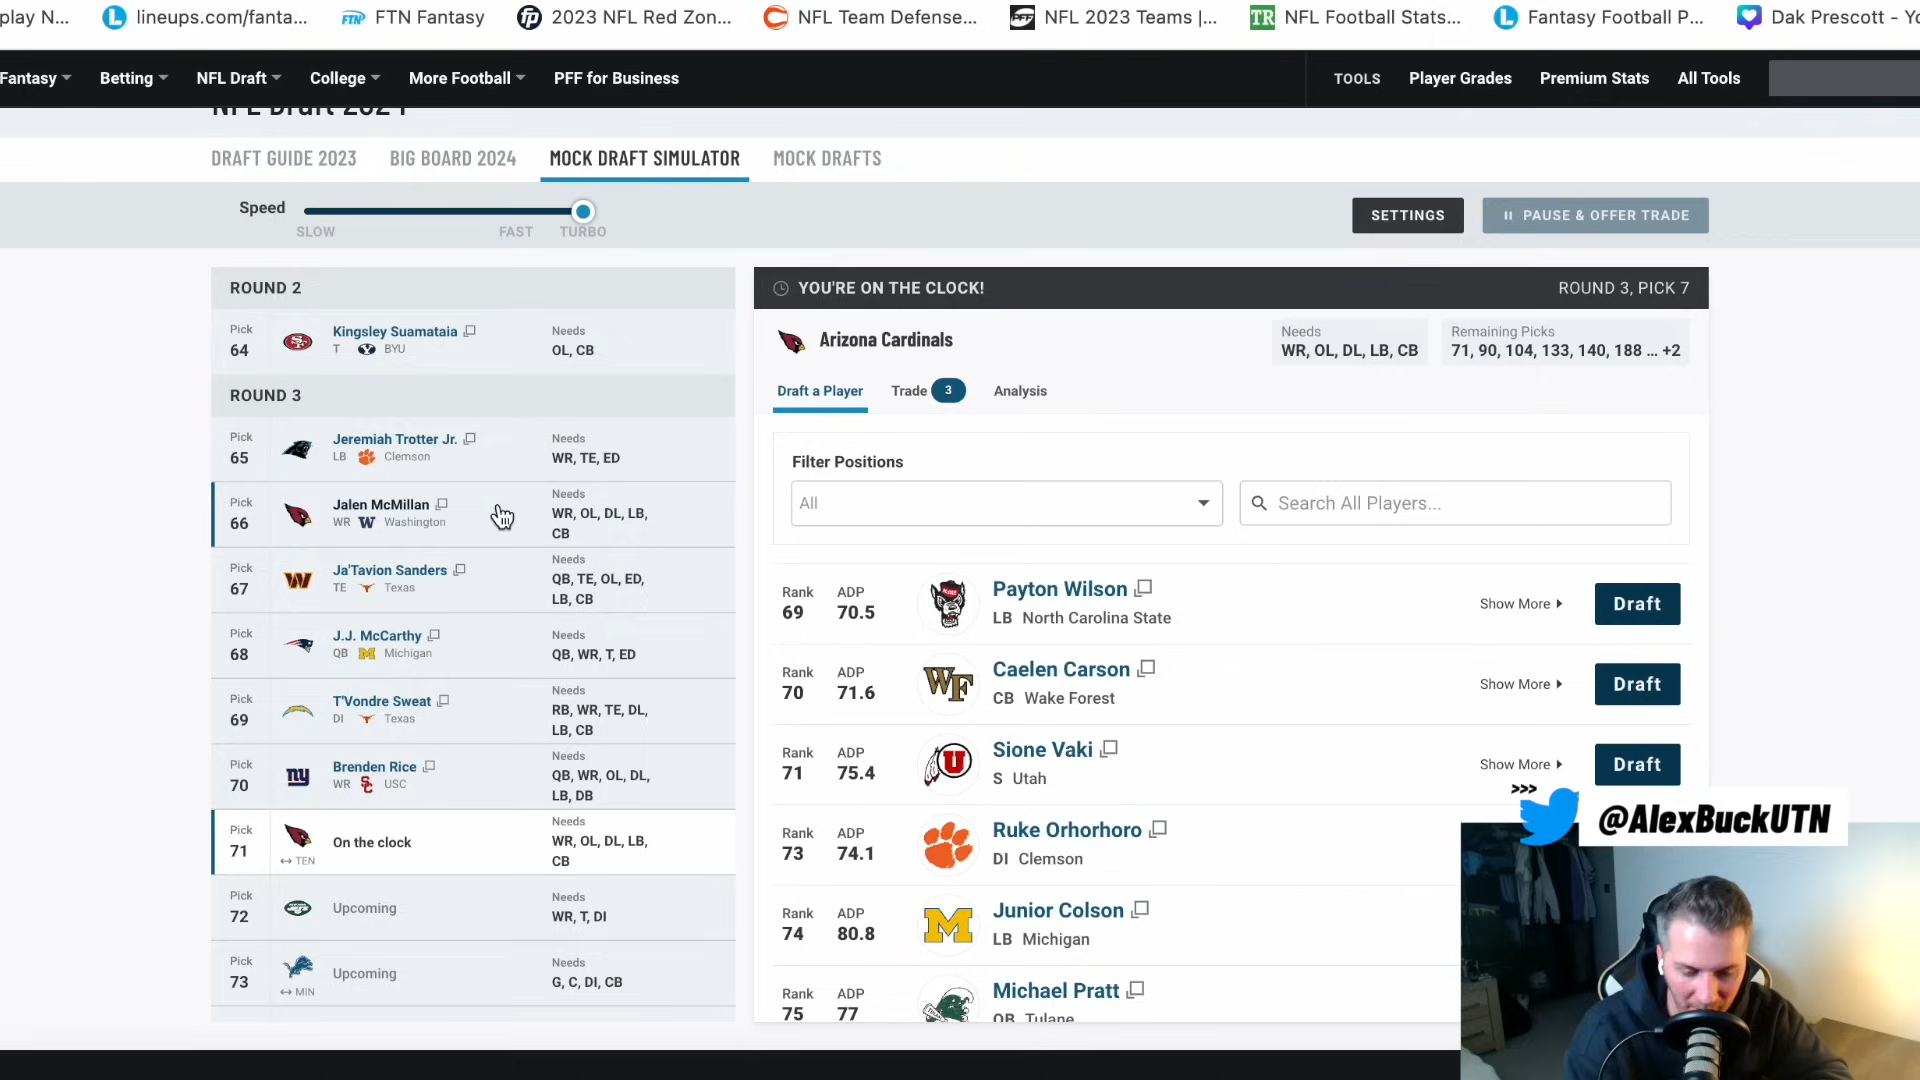 play N...
lineups.com/fanta...
FTN FTN Fantasy
fp 2023 NFL Red Zon...
NFL Team Defense...
PFF NFL 2023 Teams |...
TR NFL Football Stats...
Fantasy Football P...
Dak Prescott - Yo
Fantasy
Betting
NFL Draft
College
More Football
PFF for Business
TOOLS
Player Grades
Premium Stats
All Tools
NFL Draft 2024
DRAFT GUIDE 2023
BIG BOARD 2024
MOCK DRAFT SIMULATOR
MOCK DRAFTS
Speed
SLOW
FAST
TURBO
SETTINGS
PAUSE & OFFER TRADE
ROUND 2
Pick
64
Kingsley Suamataia
T BYU
Needs
OL, CB
ROUND 3
Pick
65
Jeremiah Trotter Jr.
LB Clemson
Needs
WR, TE, ED
Pick
66
Jalen McMillan
WR W Washington
Needs
WR, OL, DL, LB,
CB
Pick
67
Ja'Tavion Sanders
TE Texas
Needs
QB, TE, OL, ED,
LB, CB
Pick
68
J.J. McCarthy
QB M Michigan
Needs
QB, WR, T, ED
Pick
69
T'Vondre Sweat
DI Texas
Needs
RB, WR, TE, DL,
LB, CB
Pick
70
ny
Brenden Rice
WR SC USC
Needs
QB, WR, OL, DL,
LB, DB
Pick
71
↔ TEN
On the clock
Needs
WR, OL, DL, LB,
CB
Pick
72
Upcoming
Needs
WR, T, DI
Pick
73
↔ MIN
Upcoming
Needs
G, C, DI, CB
YOU'RE ON THE CLOCK!
ROUND 3, PICK 7
Arizona Cardinals
Needs
WR, OL, DL, LB, CB
Remaining Picks
71, 90, 104, 133, 140, 188 ... +2
Draft a Player
Trade 3
Analysis
Filter Positions
All
Search All Players...
Rank
69
ADP
70.5
Payton Wilson
LB North Carolina State
Show More
Draft
Rank
70
ADP
71.6
WF
Caelen Carson
CB Wake Forest
Show More
Draft
Rank
71
ADP
75.4
U
Sione Vaki
S Utah
Show More
Draft
Rank
73
ADP
74.1
Ruke Orhorhoro
DI Clemson
Rank
74
ADP
80.8
M
Junior Colson
LB Michigan
Rank
75
ADP
77
Michael Pratt
QB Tulane
>>>
@AlexBuckUTN